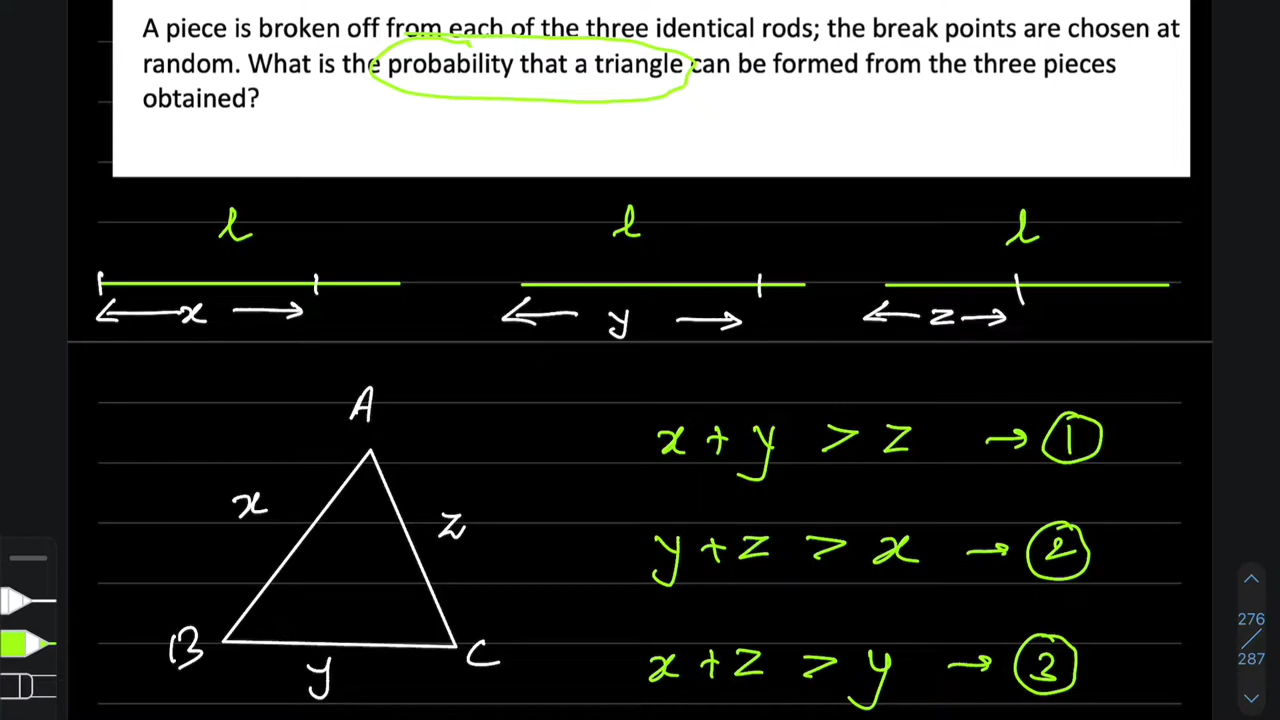 A piece is broken off from each of the three identical rods; the break points are chosen at
random. What is the probability that a triangle can be formed from the three pieces
obtained?
l l l
x y z
A
x + y > z → 1
x z
y + z > x → 2
B C
y
x + z > y → 3
276
287